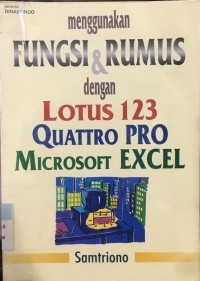 menggunakan
FUNGSI & RUMUS
dengan
LOTUS 123
QUATTRO PRO
MICROSOFT EXCEL
Samtriono